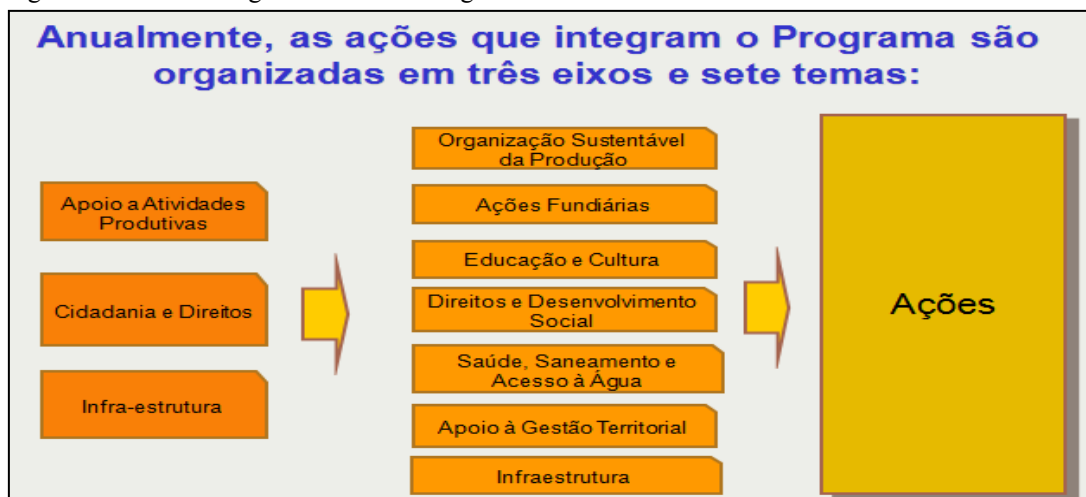 Anualmente, as ações que integram o Programa são
organizadas em três eixos e sete temas:
Apoio a Atividades
Produtivas
Cidadania e Direitos
Infra-estrutura
Organização Sustentável
da Produção
Ações Fundiárias
Educação e Cultura
Direitos e Desenvolvimento
Social
Saúde, Saneamento e
Acesso à Água
Apoio à Gestão Territorial
Infraestrutura
Ações